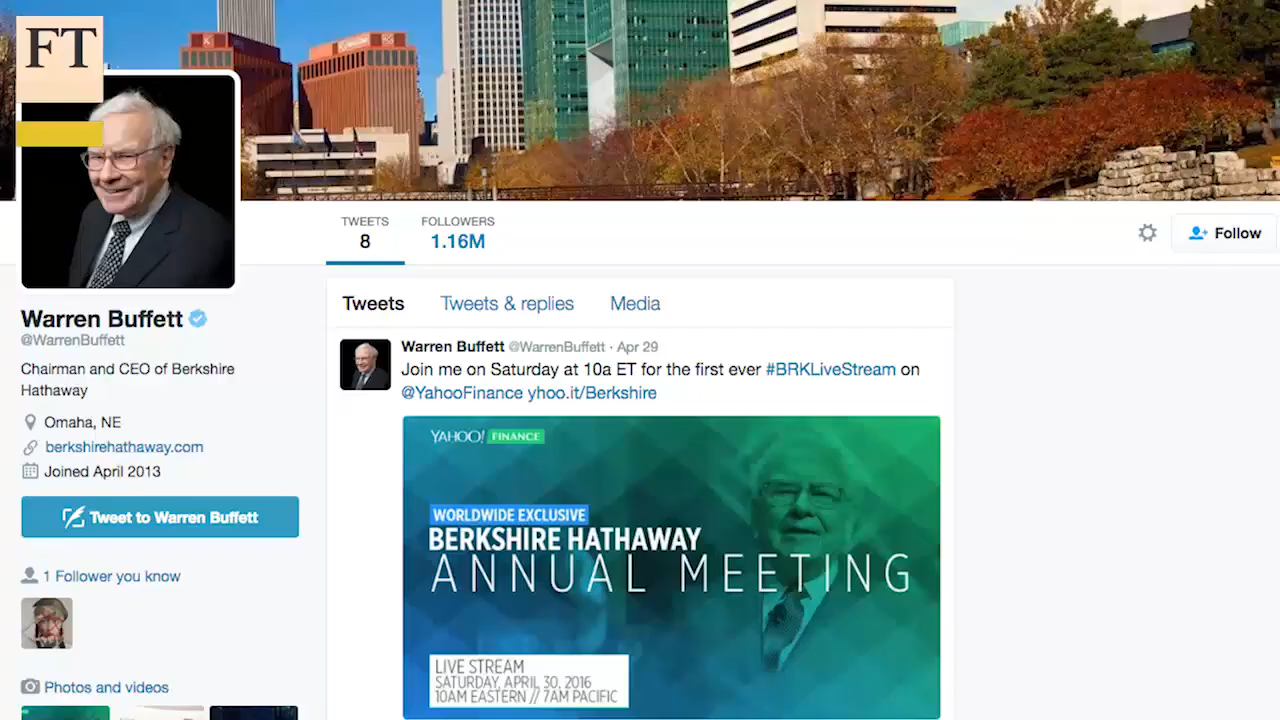 FT
TWEETS
8
FOLLOWERS
1.16M
Follow
Warren Buffett
@WarrenBuffett
Chairman and CEO of Berkshire
Hathaway
Omaha, NE
berkshirehathaway.com
Joined April 2013
Tweet to Warren Buffett
1 Follower you know
Photos and videos
Tweets
Tweets & replies
Media
Warren Buffett @WarrenBuffett · Apr 29
Join me on Saturday at 10a ET for the first ever #BRKLiveStream on
@YahooFinance yhoo.it/Berkshire
YAHOO! FINANCE
WORLDWIDE EXCLUSIVE
BERKSHIRE HATHAWAY
ANNUAL MEETING
LIVE STREAM
SATURDAY, APRIL 30, 2016
10AM EASTERN // 7AM PACIFIC